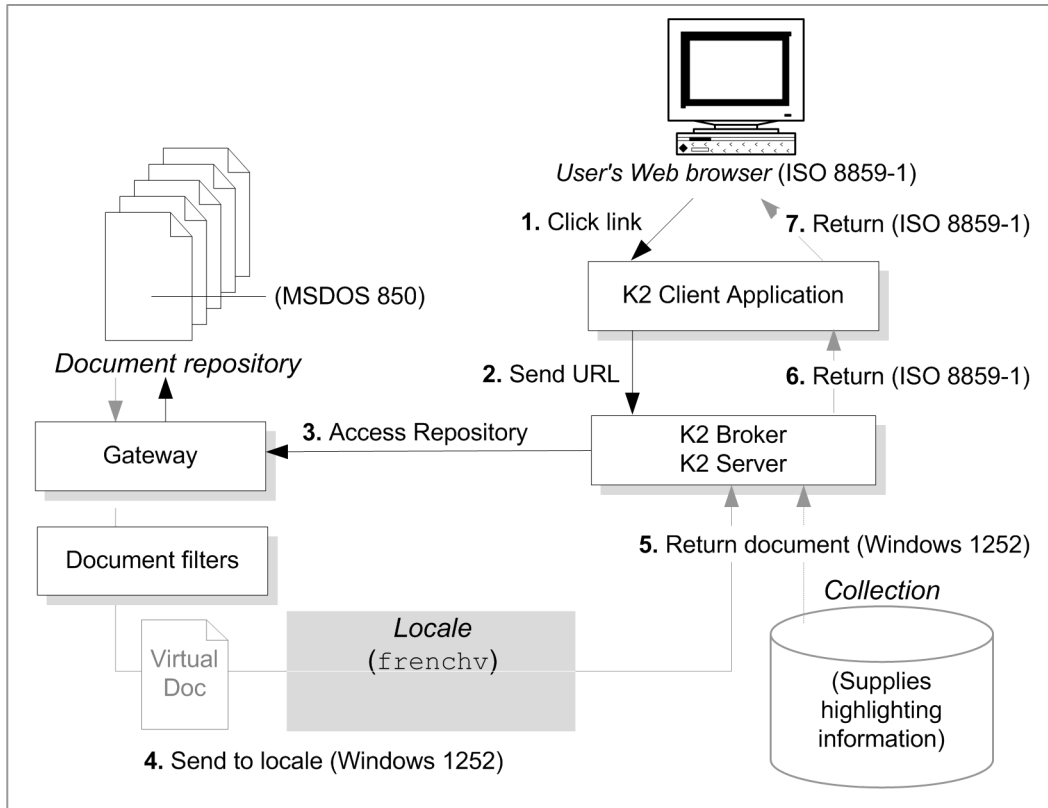 User's Web browser (ISO 8859-1)
1. Click link
7. Return (ISO 8859-1)
K2 Client Application
(MSDOS 850)
Document repository
2. Send URL
6. Return (ISO 8859-1)
3. Access Repository
K2 Broker
K2 Server
Gateway
Document filters
5. Return document (Windows 1252)
Collection
Locale
(frenchv)
Virtual
Doc
(Supplies
highlighting
information)
4. Send to locale (Windows 1252)